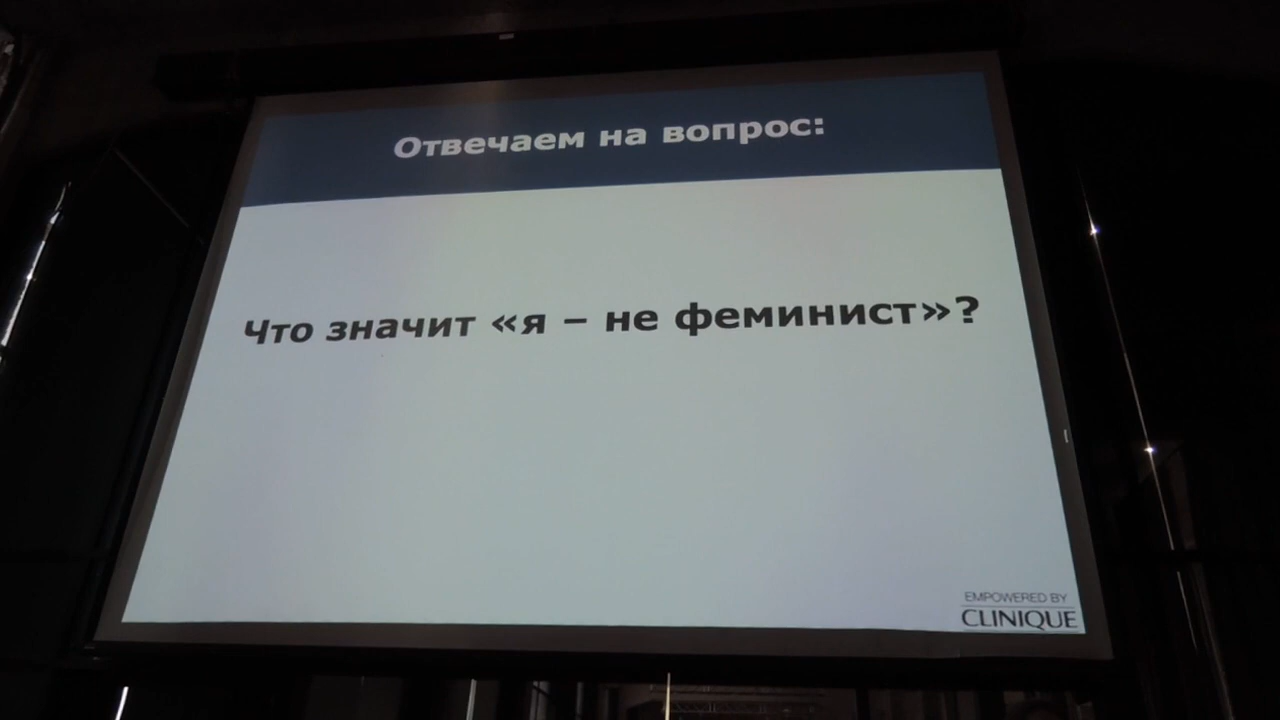 Отвечаем на вопрос:
Что значит «я – не феминист»?
EMPOWERED BY
CLINIQUE